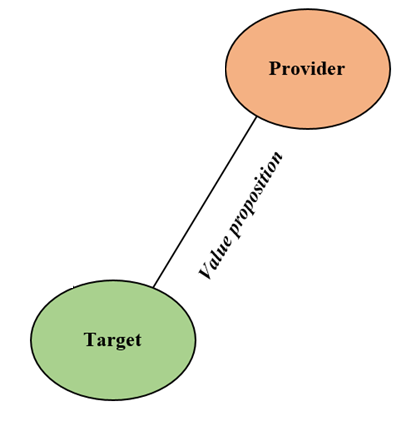 Provider
Value proposition
Target